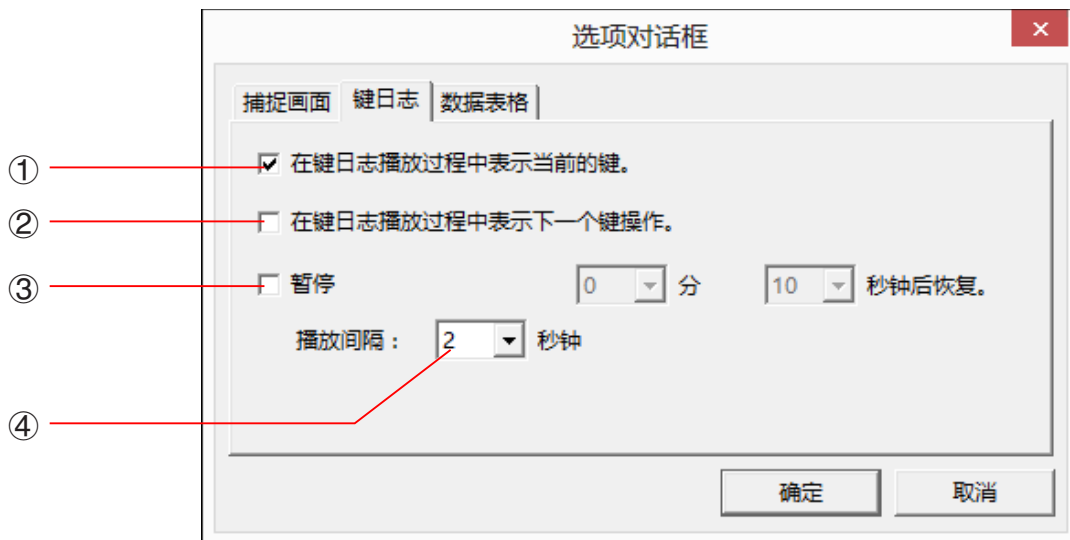 选项对话框
捕捉画面 键日志 数据表格
① 在键日志播放过程中表示当前的键。
② 在键日志播放过程中表示下一个键操作。
③ 暂停 0 分 10 秒钟后恢复。
播放间隔： 2 秒钟
④
确定 取消